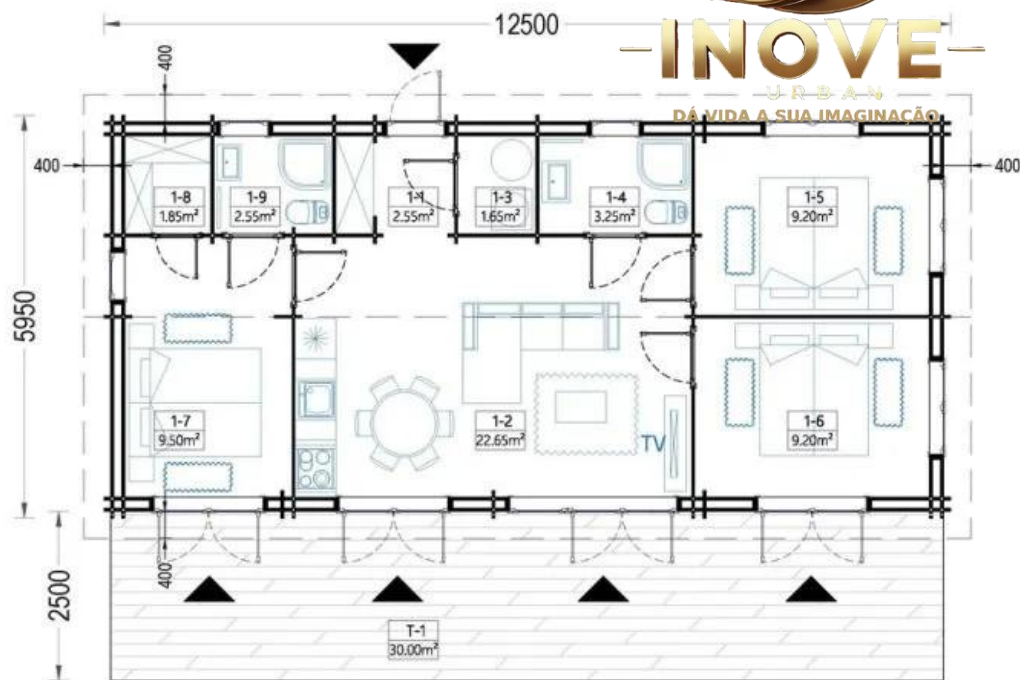 12500
INOVE
URBAN
DÁ VIDA A SUA IMAGINAÇÃO
400
400
400
5950
1-8
1.85m²
1-9
2.55m²
1-1
2.55m²
1-3
1.65m²
1-4
3.25m²
1-5
9.20m²
1-7
9.50m²
1-2
22.65m²
TV
1-6
9.20m²
2500
400
T-1
30.00m²